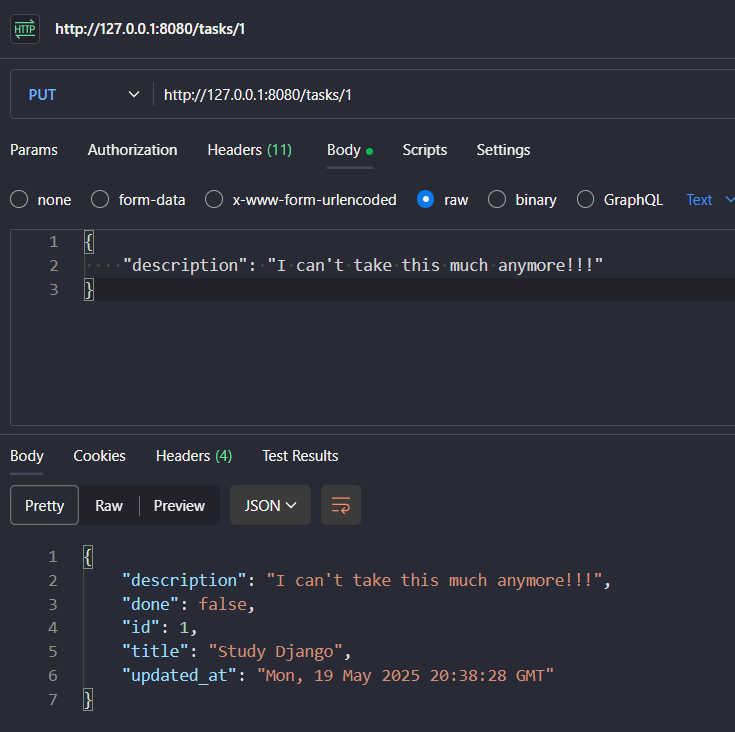 HTTP http://127.0.0.1:8080/tasks/1
PUT http://127.0.0.1:8080/tasks/1
Params Authorization Headers (11) Body Scripts Settings
none form-data x-www-form-urlencoded raw binary GraphQL Text
1 {
2 "description": "I can't take this much anymore!!!"
3 }
Body Cookies Headers (4) Test Results
Pretty Raw Preview JSON
1 {
2 "description": "I can't take this much anymore!!!",
3 "done": false,
4 "id": 1,
5 "title": "Study Django",
6 "updated_at": "Mon, 19 May 2025 20:38:28 GMT"
7 }